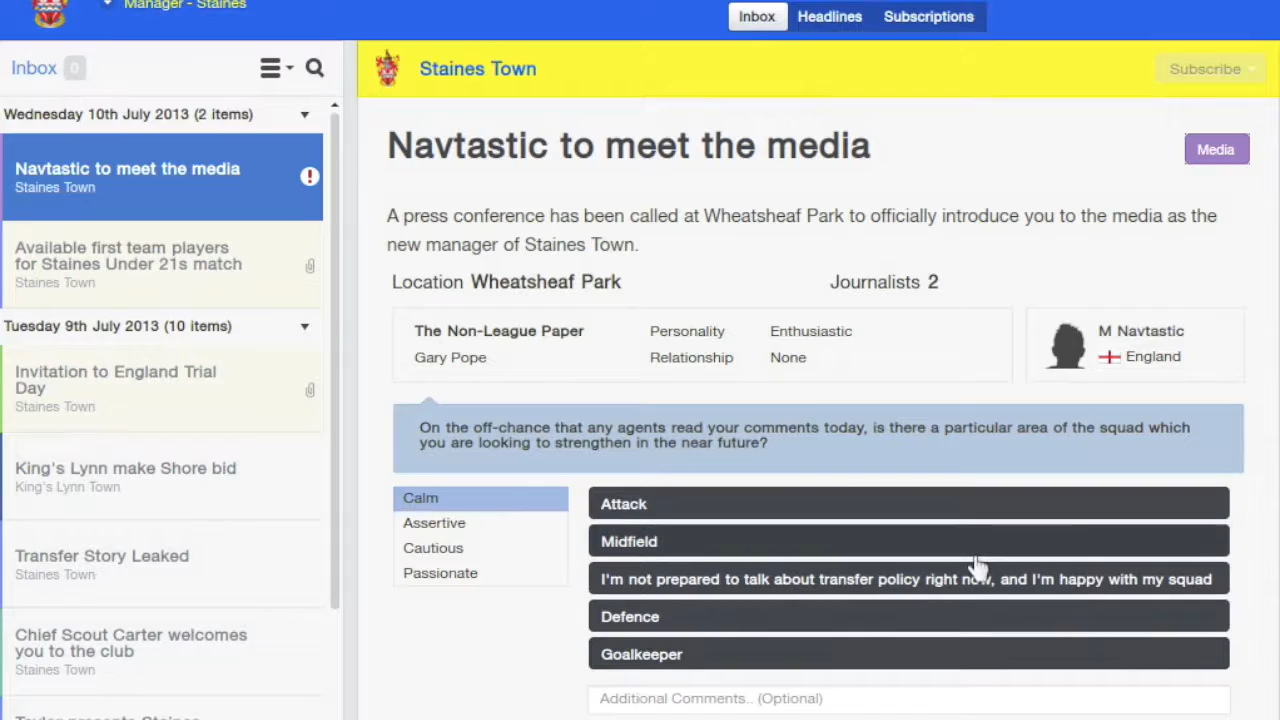 Manager - Staines
Inbox Headlines Subscriptions
Inbox 0
Staines Town
Subscribe
Wednesday 10th July 2013 (2 items)
Navtastic to meet the media
Staines Town
Available first team players
for Staines Under 21s match
Staines Town
Tuesday 9th July 2013 (10 items)
Invitation to England Trial
Day
Staines Town
King's Lynn make Shore bid
King's Lynn Town
Transfer Story Leaked
Staines Town
Chief Scout Carter welcomes
you to the club
Staines Town
Navtastic to meet the media
Media
A press conference has been called at Wheatsheaf Park to officially introduce you to the media as the
new manager of Staines Town.
Location Wheatsheaf Park Journalists 2
The Non-League Paper Personality Enthusiastic
Gary Pope Relationship None
M Navtastic
England
On the off-chance that any agents read your comments today, is there a particular area of the squad which
you are looking to strengthen in the near future?
Calm
Assertive
Cautious
Passionate
Attack
Midfield
I'm not prepared to talk about transfer policy right now, and I'm happy with my squad
Defence
Goalkeeper
Additional Comments.. (Optional)